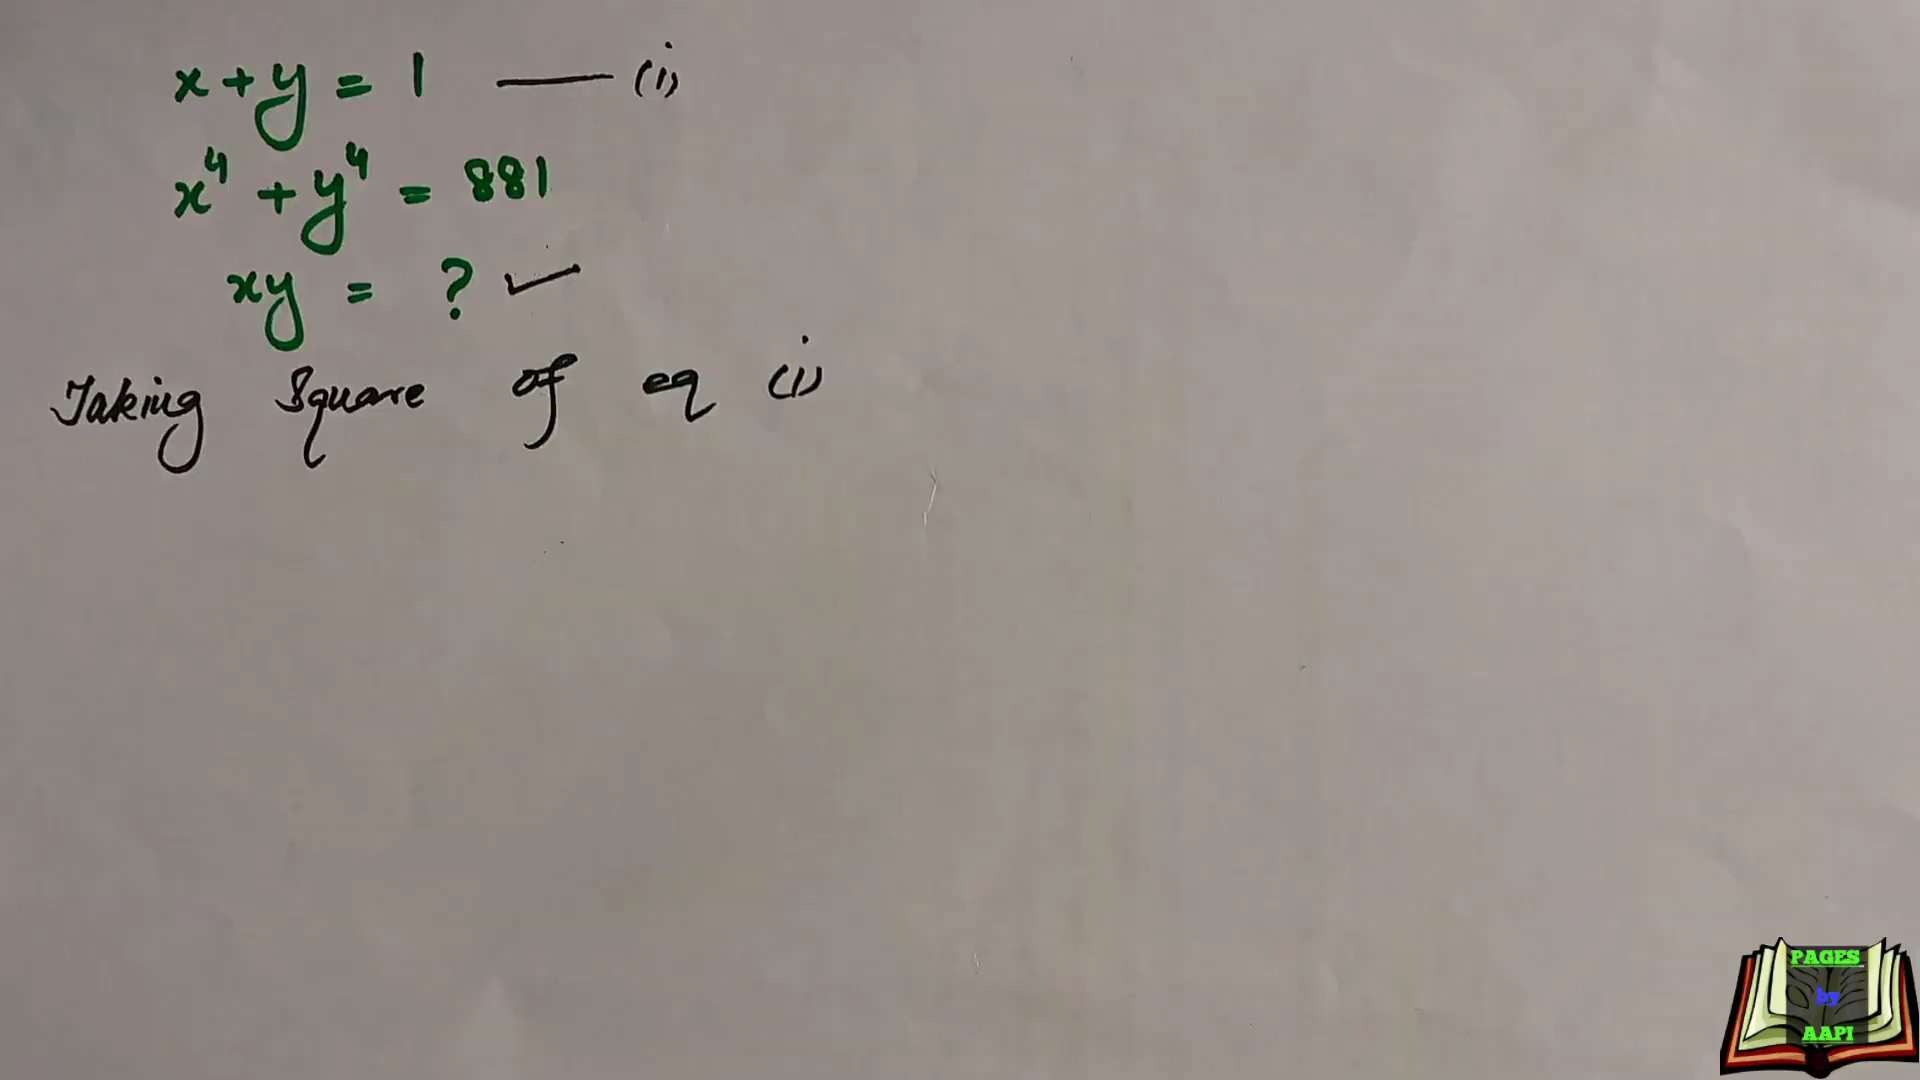 x + y = 1 —— (i)
x⁴ + y⁴ = 881
xy = ? ✓
Taking Square of eq (i)
PAGES
by
AAPI